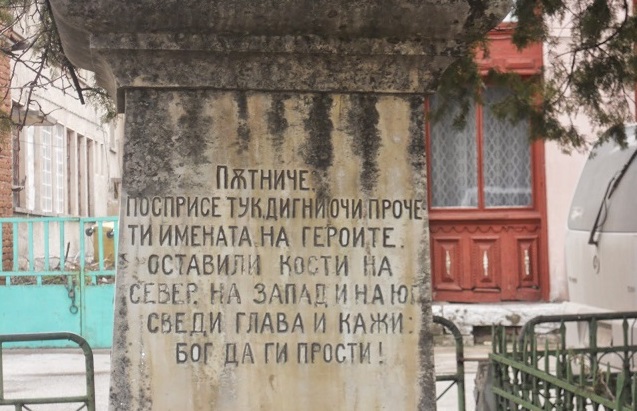 ПѪТНИЧЕ.
ПОСПРИСЕ ТУК, ДИГНИ ОЧИ, ПРОЧЕ-
ТИ ИМЕНАТА НА ГЕРОИТЕ.
ОСТАВИЛИ КОСТИ НА
СЕВЕР, НА ЗАПАД И НА ЮГ
СВЕДИ ГЛАВА И КАЖИ:
БОГ ДА ГИ ПРОСТИ!